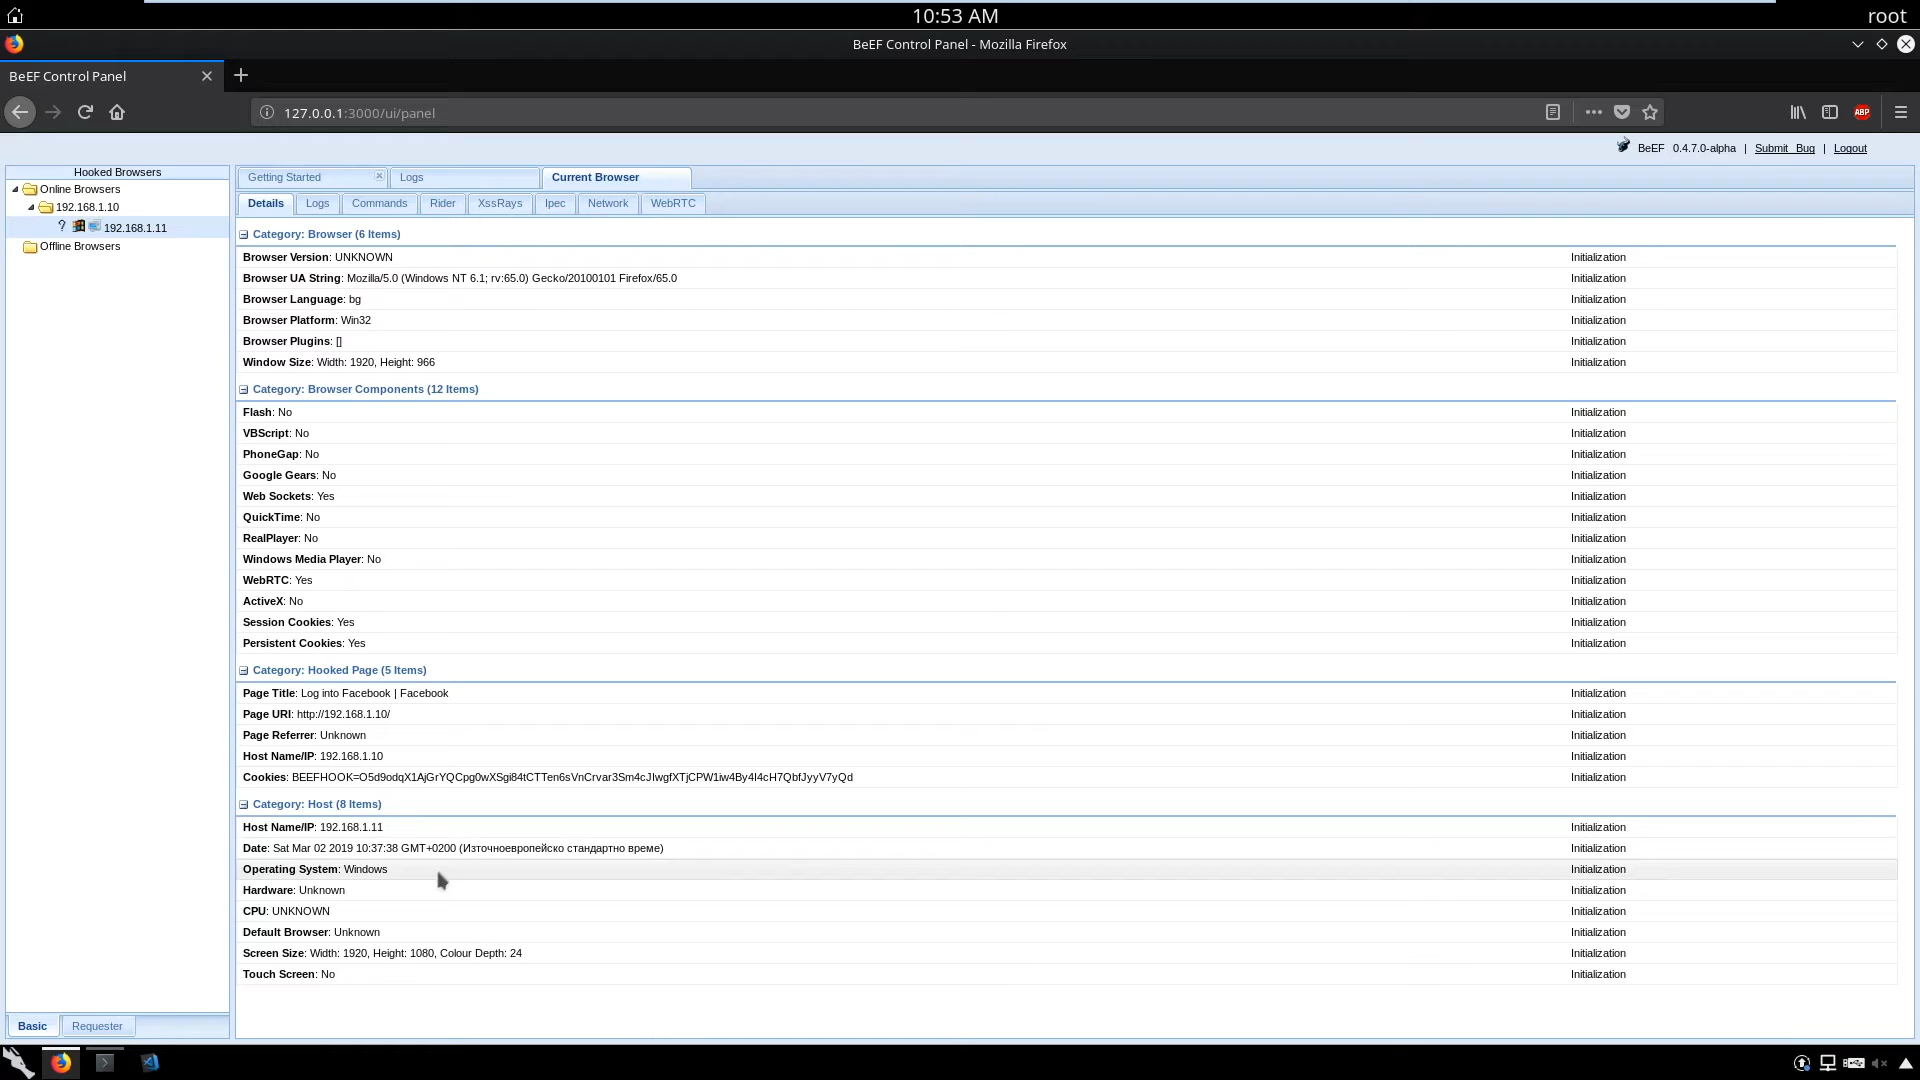 10:53 AM
root
BeEF Control Panel - Mozilla Firefox
BeEF Control Panel
127.0.0.1:3000/ui/panel
ABP
BeEF 0.4.7.0-alpha | Submit Bug | Logout
Hooked Browsers
Online Browsers
192.168.1.10
? 192.168.1.11
Offline Browsers
Getting Started
Logs
Current Browser
Details
Logs
Commands
Rider
XssRays
Ipec
Network
WebRTC
Category: Browser (6 Items)
Browser Version: UNKNOWN Initialization
Browser UA String: Mozilla/5.0 (Windows NT 6.1; rv:65.0) Gecko/20100101 Firefox/65.0 Initialization
Browser Language: bg Initialization
Browser Platform: Win32 Initialization
Browser Plugins: [] Initialization
Window Size: Width: 1920, Height: 966 Initialization
Category: Browser Components (12 Items)
Flash: No Initialization
VBScript: No Initialization
PhoneGap: No Initialization
Google Gears: No Initialization
Web Sockets: Yes Initialization
QuickTime: No Initialization
RealPlayer: No Initialization
Windows Media Player: No Initialization
WebRTC: Yes Initialization
ActiveX: No Initialization
Session Cookies: Yes Initialization
Persistent Cookies: Yes Initialization
Category: Hooked Page (5 Items)
Page Title: Log into Facebook | Facebook Initialization
Page URI: http://192.168.1.10/ Initialization
Page Referrer: Unknown Initialization
Host Name/IP: 192.168.1.10 Initialization
Cookies: Initialization
Category: Host (8 Items)
Host Name/IP: 192.168.1.11 Initialization
Date: Sat Mar 02 2019 10:37:38 GMT+0200 (Източноевропейско стандартно време) Initialization
Operating System: Windows Initialization
Hardware: Unknown Initialization
CPU: UNKNOWN Initialization
Default Browser: Unknown Initialization
Screen Size: Width: 1920, Height: 1080, Colour Depth: 24 Initialization
Touch Screen: No Initialization
Basic
Requester